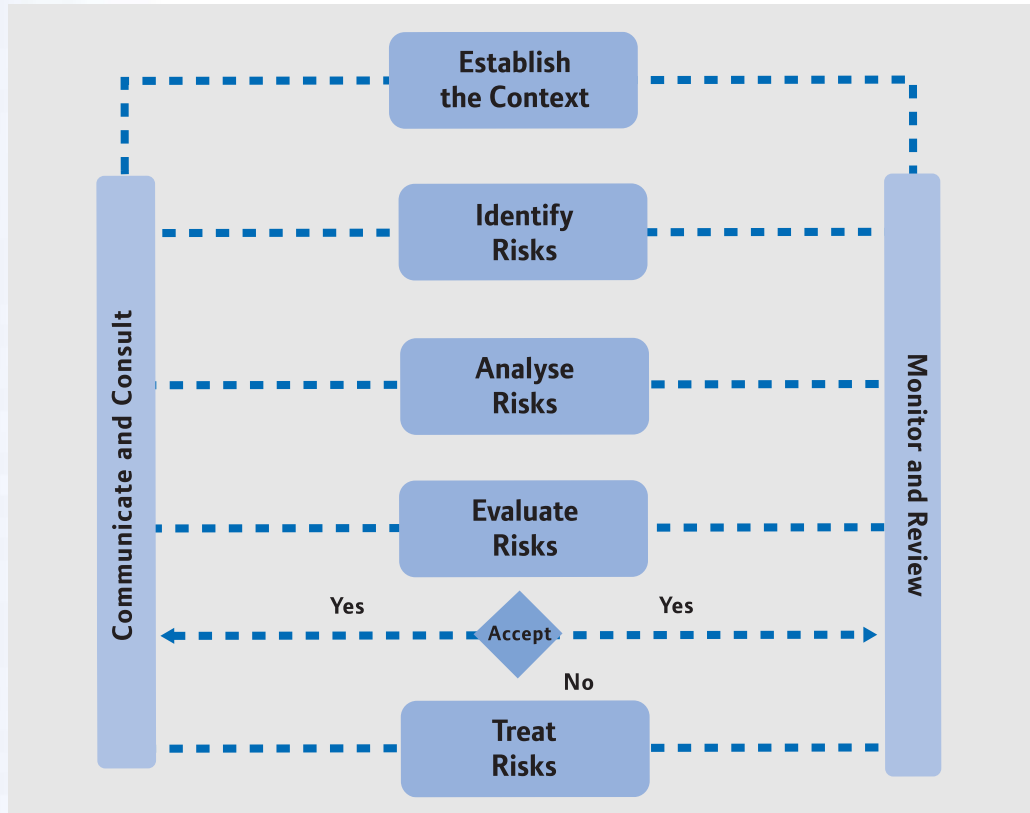 Establish
the Context
Identify
Risks
Analyse
Risks
Evaluate
Risks
Yes
Accept
Yes
No
Treat
Risks
Communicate and Consult
Monitor and Review